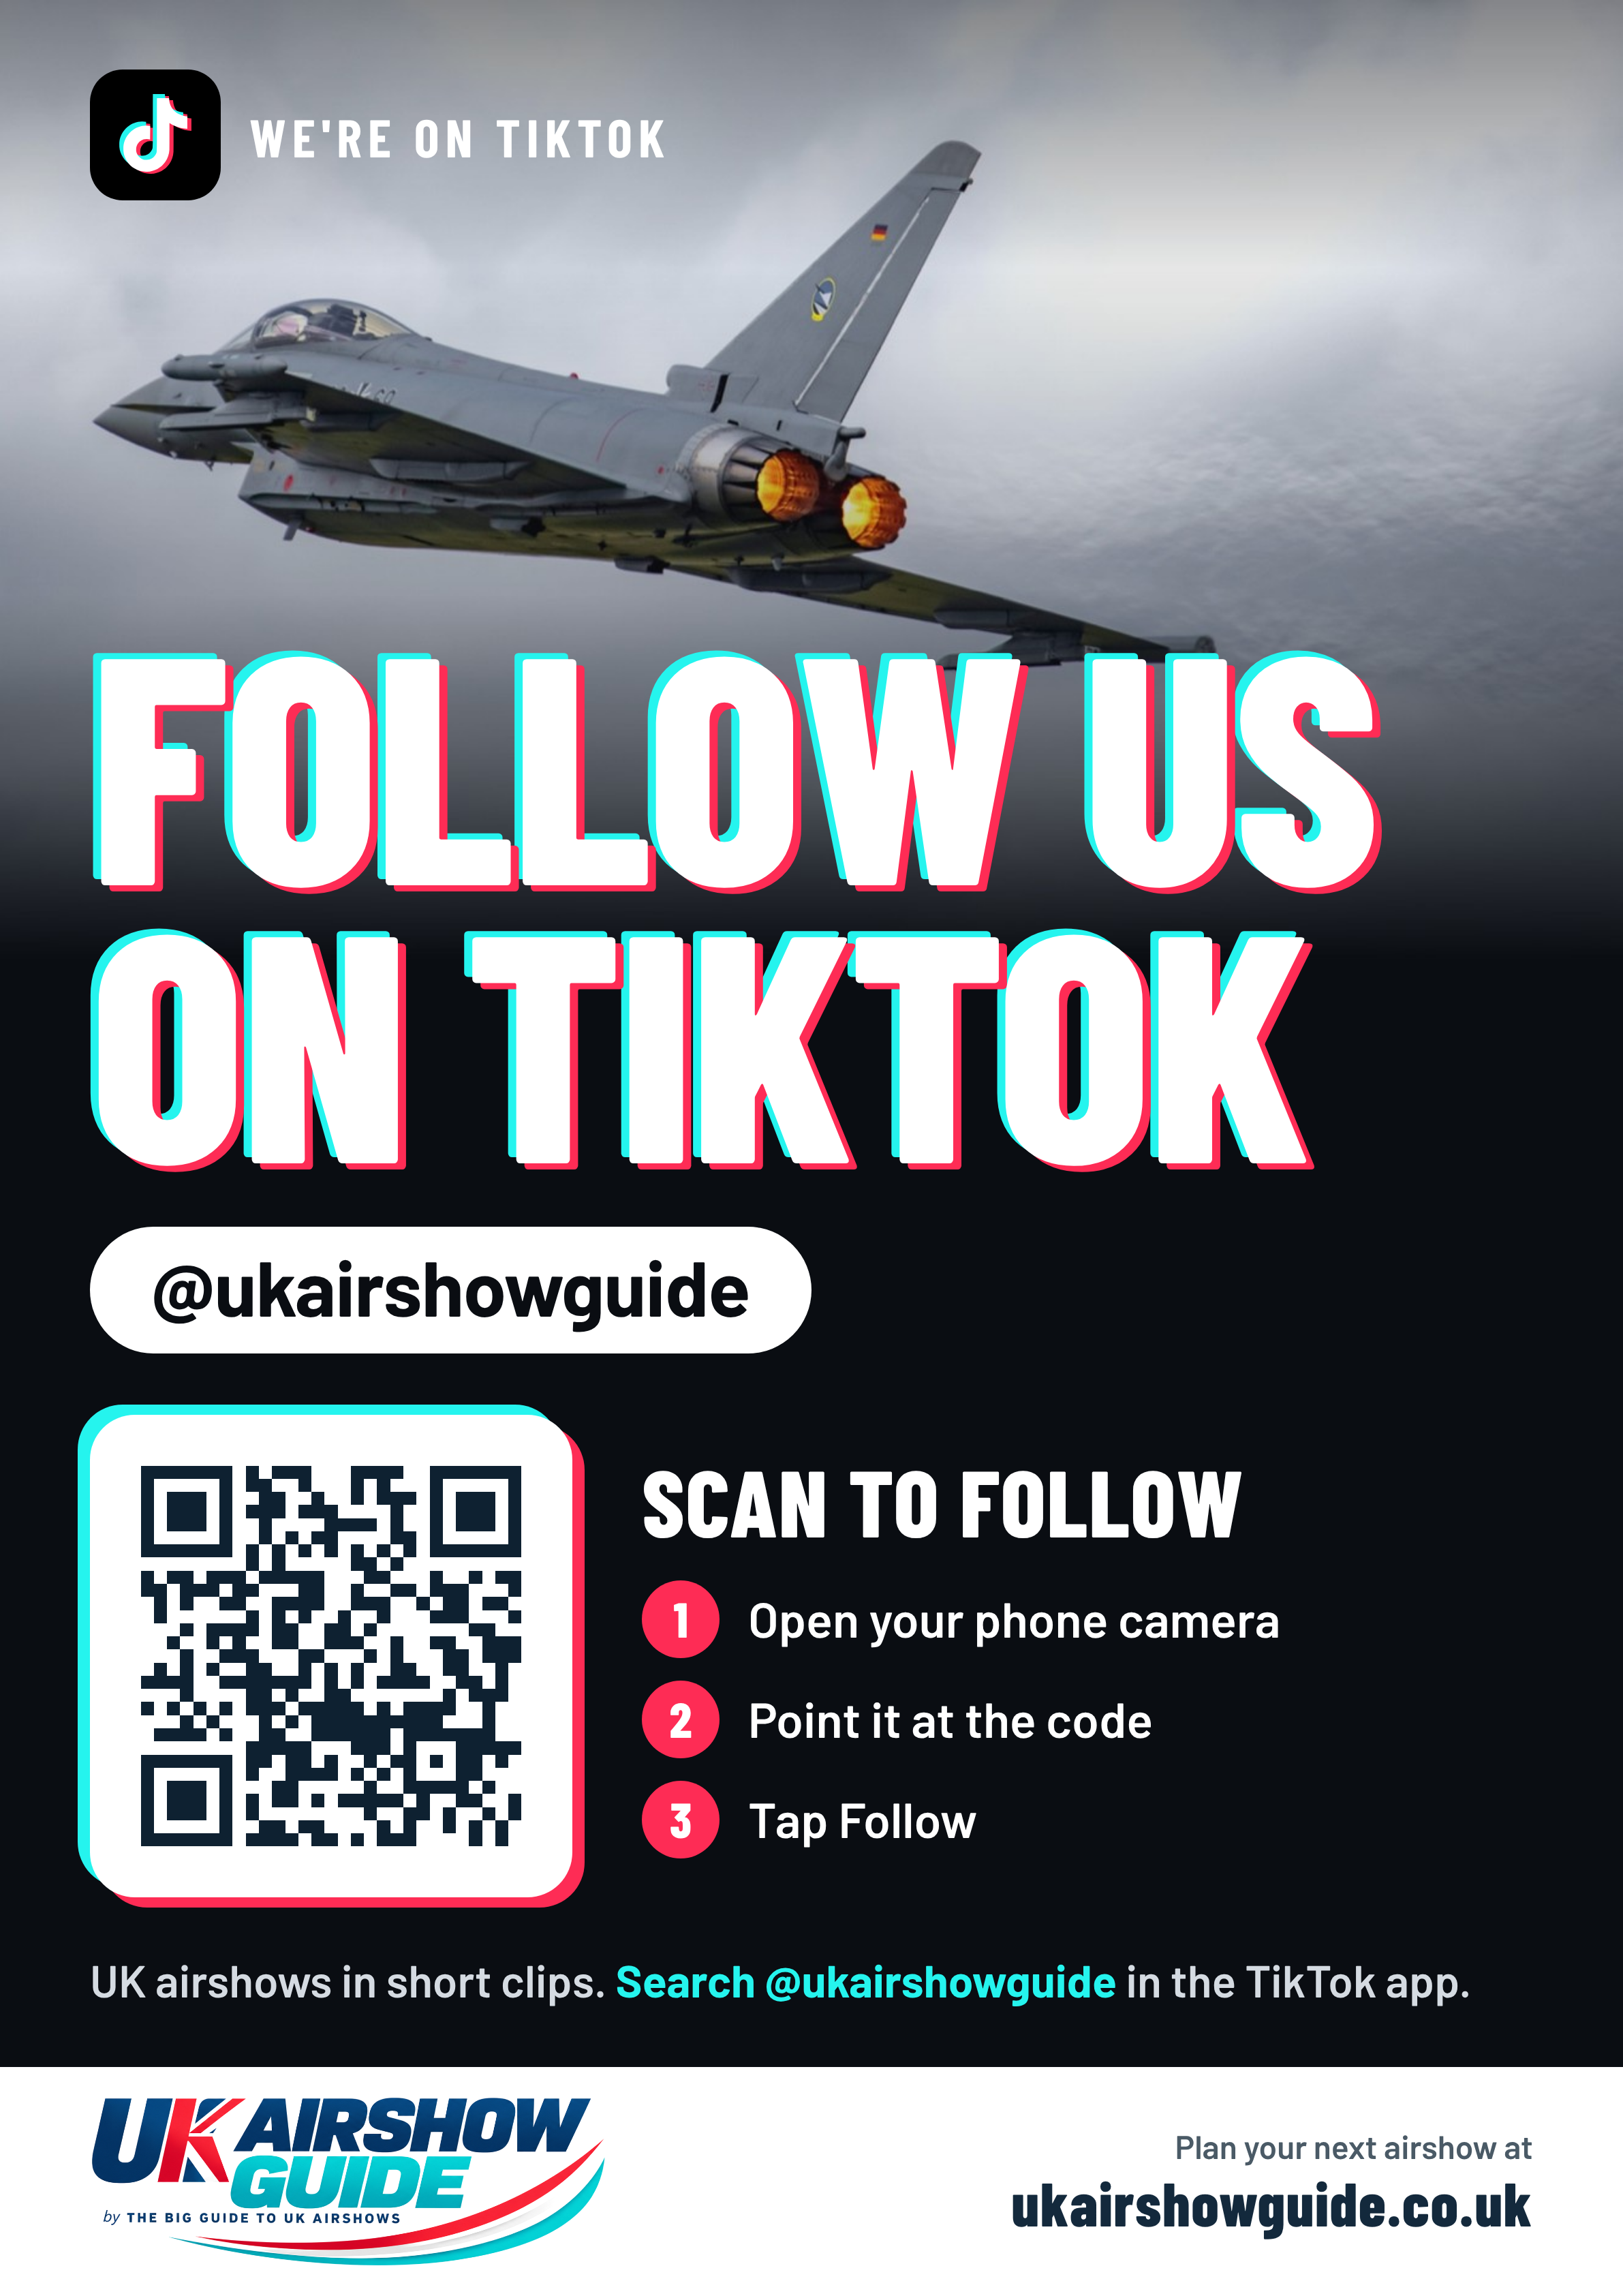 WE'RE ON TIKTOK
FOLLOW US
ON TIKTOK
@ukairshowguide
SCAN TO FOLLOW
1 Open your phone camera
2 Point it at the code
3 Tap Follow
UK airshows in short clips. Search @ukairshowguide in the TikTok app.
UK AIRSHOW
GUIDE
by THE BIG GUIDE TO UK AIRSHOWS
Plan your next airshow at
ukairshowguide.co.uk